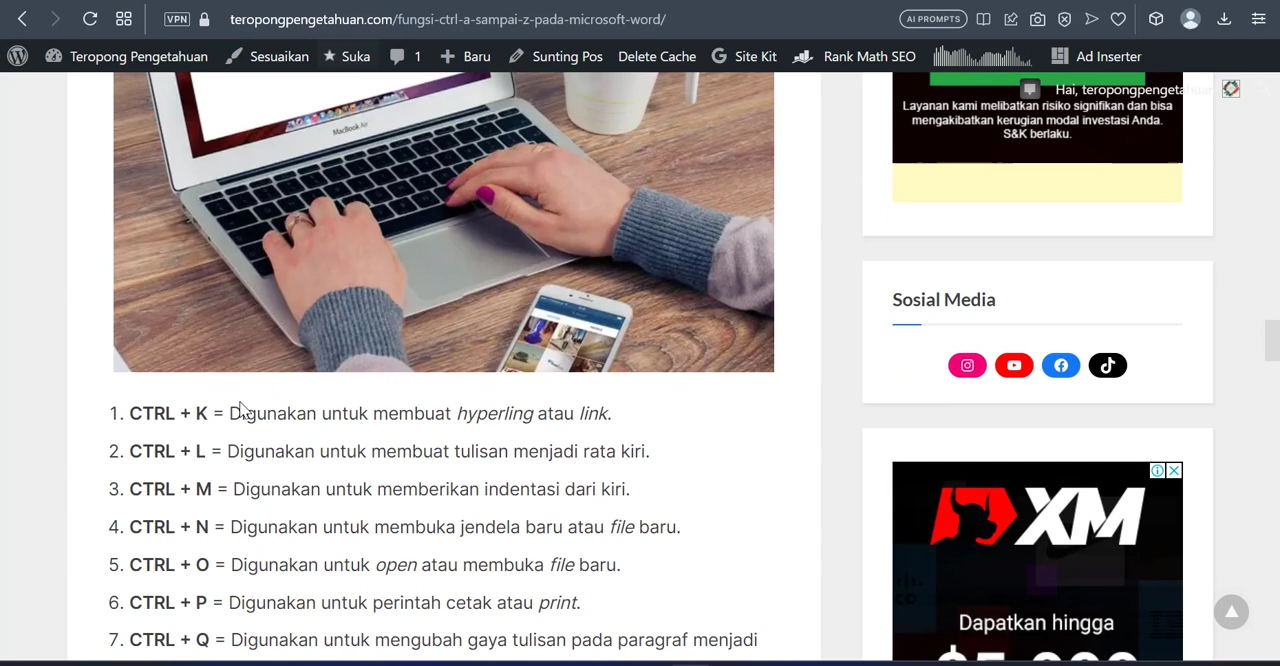 VPN teropongpengetahuan.com/fungsi-ctrl-a-sampai-z-pada-microsoft-word/ AI PROMPTS
Teropong Pengetahuan Sesuaikan Suka 1 Baru Sunting Pos Delete Cache Site Kit Rank Math SEO Ad Inserter
Hai, teropongpengetahuan
MacBook Air
Layanan kami melibatkan risiko signifikan dan bisa
mengakibatkan kerugian modal investasi Anda.
S&K berlaku.
Sosial Media
1. CTRL + K = Digunakan untuk membuat hyperling atau link.
2. CTRL + L = Digunakan untuk membuat tulisan menjadi rata kiri.
3. CTRL + M = Digunakan untuk memberikan indentasi dari kiri.
4. CTRL + N = Digunakan untuk membuka jendela baru atau file baru.
5. CTRL + O = Digunakan untuk open atau membuka file baru.
6. CTRL + P = Digunakan untuk perintah cetak atau print.
7. CTRL + Q = Digunakan untuk mengubah gaya tulisan pada paragraf menjadi
XM
Dapatkan hingga